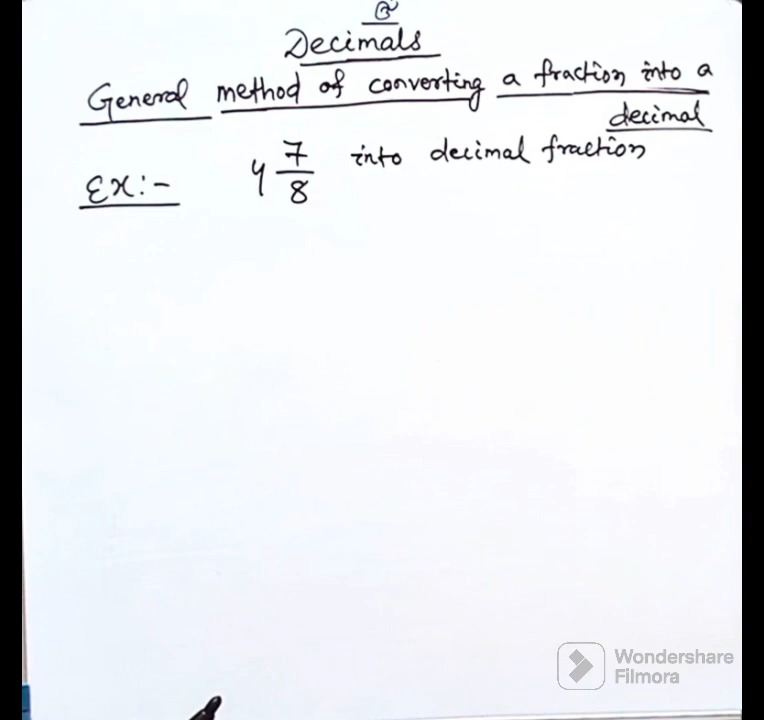 Decimals
General method of converting a fraction into a
decimal
Ex:- 4 7/8 into decimal fraction
Wondershare
Filmora